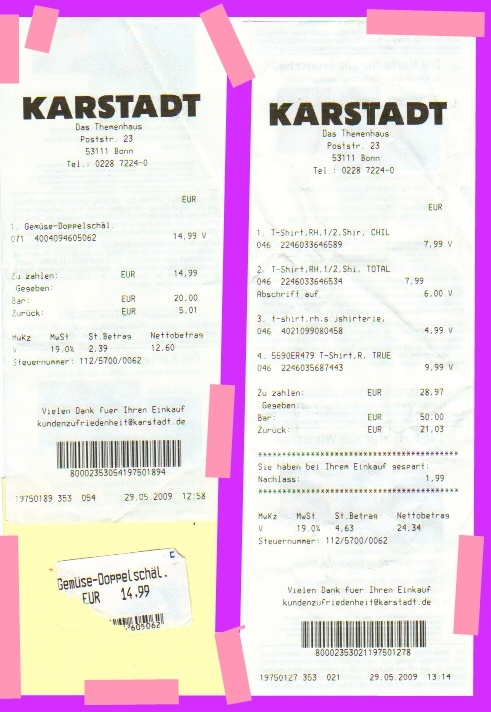 KARSTADT
Das Themenhaus
Poststr. 23
53111 Bonn
Tel.: 0228 7224-0
EUR
1. Gemüse-Doppelschäl.
071 4004094605062 14,99 V
Zu zahlen: EUR 14,99
Gegeben:
Bar: EUR 20,00
Zurück: EUR 5,01
MwKz MwSt St.Betrag Nettobetrag
V 19.0% 2,39 12,60
Steuernummer: 112/5700/0062
Vielen Dank fuer Ihren Einkauf
kundenzufriedenheit@karstadt.de
80002353054197501894
19750189 353 054 29.05.2009 12:58
Gemüse-Doppelschäl.
EUR 14.99
605062
KARSTADT
Das Themenhaus
Poststr. 23
53111 Bonn
Tel.: 0228 7224-0
EUR
1. T-Shirt,RH,1/2,Shir, CHIL
046 2246033646589 7,99 V
2. T-Shirt,RH,1/2,Shi, TOTAL
046 2246033646534 7,99
Abschrift auf 6,00 V
3. t-shirt,rh,s
046 4021099080458 4,99 V
4. 5590ER479 T-Shirt,R, TRUE
046 2246035687443 9,99 V
Zu zahlen: EUR 28,97
Gegeben:
Bar: EUR 50,00
Zurück: EUR 21,03
****************************************
Sie haben bei Ihrem Einkauf gespart:
Nachlass: 1,99
****************************************
MwKz MwSt St.Betrag Nettobetrag
V 19.0% 4,63 24,34
Steuernummer: 112/5700/0062
Vielen Dank fuer Ihren Einkauf
kundenzufriedenheit@karstadt.de
80002353021197501278
19750127 353 021 29.05.2009 13:14